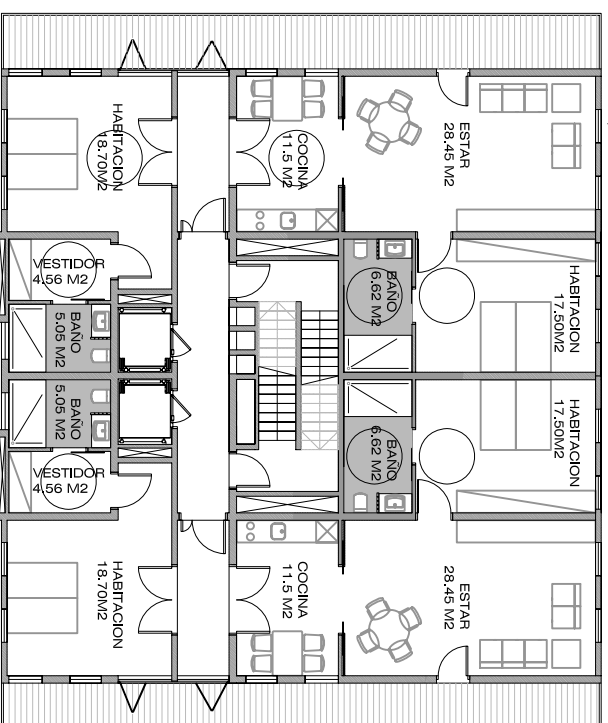 HABITACION
18.70M2
COCINA
11.5 M2
ESTAR
28.45 M2
VESTIDOR
4.56 M2
BAÑO
5.05 M2
BAÑO
6.62 M2
HABITACION
17.50M2
BAÑO
5.05 M2
VESTIDOR
4.56 M2
BAÑO
6.62 M2
HABITACION
17.50M2
HABITACION
18.70M2
COCINA
11.5 M2
ESTAR
28.45 M2